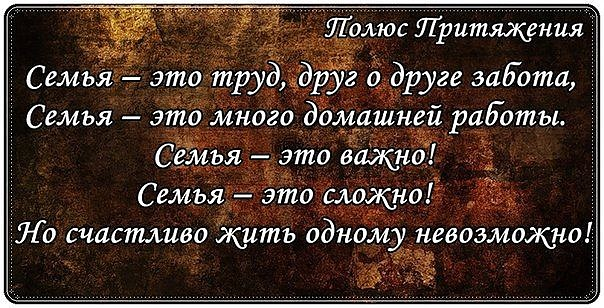 Полюс Притяжения
Семья – это труд, друг о друге забота,
Семья – это много домашней работы.
Семья – это важно!
Семья – это сложно!
Но счастливо жить одному невозможно!